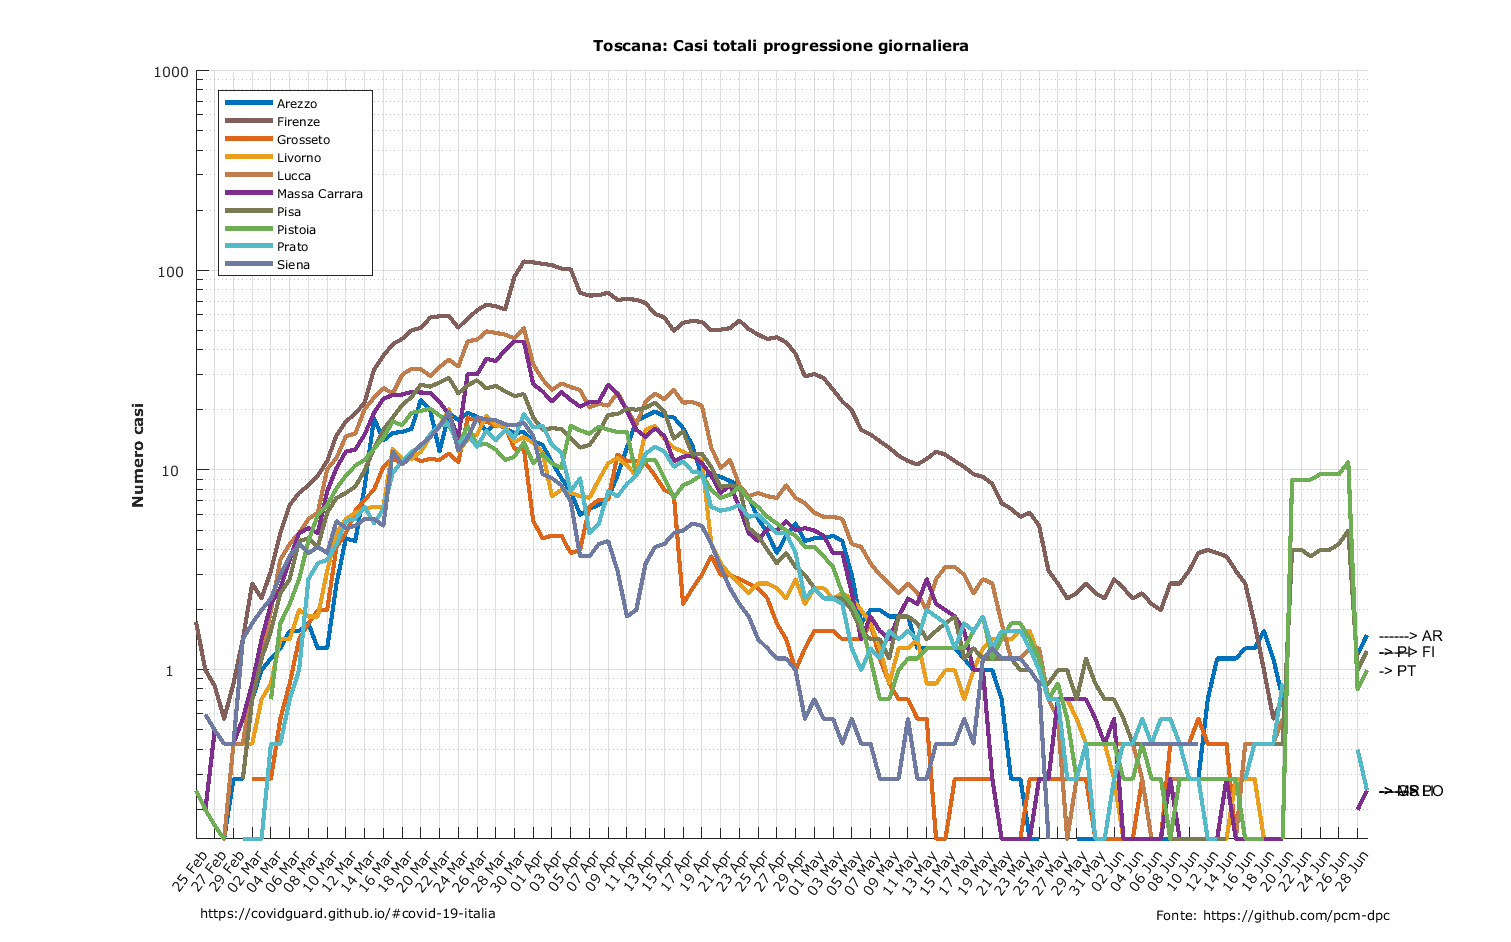 Toscana: Casi totali progressione giornaliera
Numero casi
1000
100
10
1
Arezzo
Firenze
Grosseto
Livorno
Lucca
Massa Carrara
Pisa
Pistoia
Prato
Siena
------> AR
-> FI
-> PT
25 Feb
27 Feb
29 Feb
02 Mar
04 Mar
06 Mar
08 Mar
10 Mar
12 Mar
14 Mar
16 Mar
18 Mar
20 Mar
22 Mar
24 Mar
26 Mar
28 Mar
30 Mar
01 Apr
03 Apr
05 Apr
07 Apr
09 Apr
11 Apr
13 Apr
15 Apr
17 Apr
19 Apr
21 Apr
23 Apr
25 Apr
27 Apr
29 Apr
01 May
03 May
05 May
07 May
09 May
11 May
13 May
15 May
17 May
19 May
21 May
23 May
25 May
27 May
29 May
31 May
02 Jun
04 Jun
06 Jun
08 Jun
10 Jun
12 Jun
14 Jun
16 Jun
18 Jun
20 Jun
22 Jun
24 Jun
26 Jun
28 Jun
https://covidguard.github.io/#covid-19-italia
Fonte: https://github.com/pcm-dpc